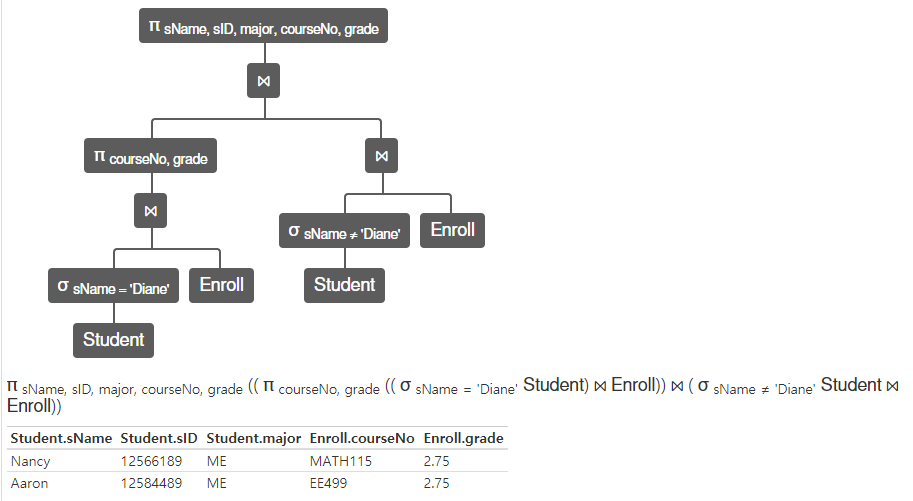 π sName, sID, major, courseNo, grade
⋈
π courseNo, grade
⋈
⋈
σ sName ≠ 'Diane'
Enroll
σ sName = 'Diane'
Enroll
Student
Student
π sName, sID, major, courseNo, grade (( π courseNo, grade (( σ sName = 'Diane' Student) ⋈ Enroll)) ⋈ ( σ sName ≠ 'Diane' Student ⋈
Enroll))
Student.sName Student.sID Student.major Enroll.courseNo Enroll.grade
Nancy 12566189 ME MATH115 2.75
Aaron 12584489 ME EE499 2.75